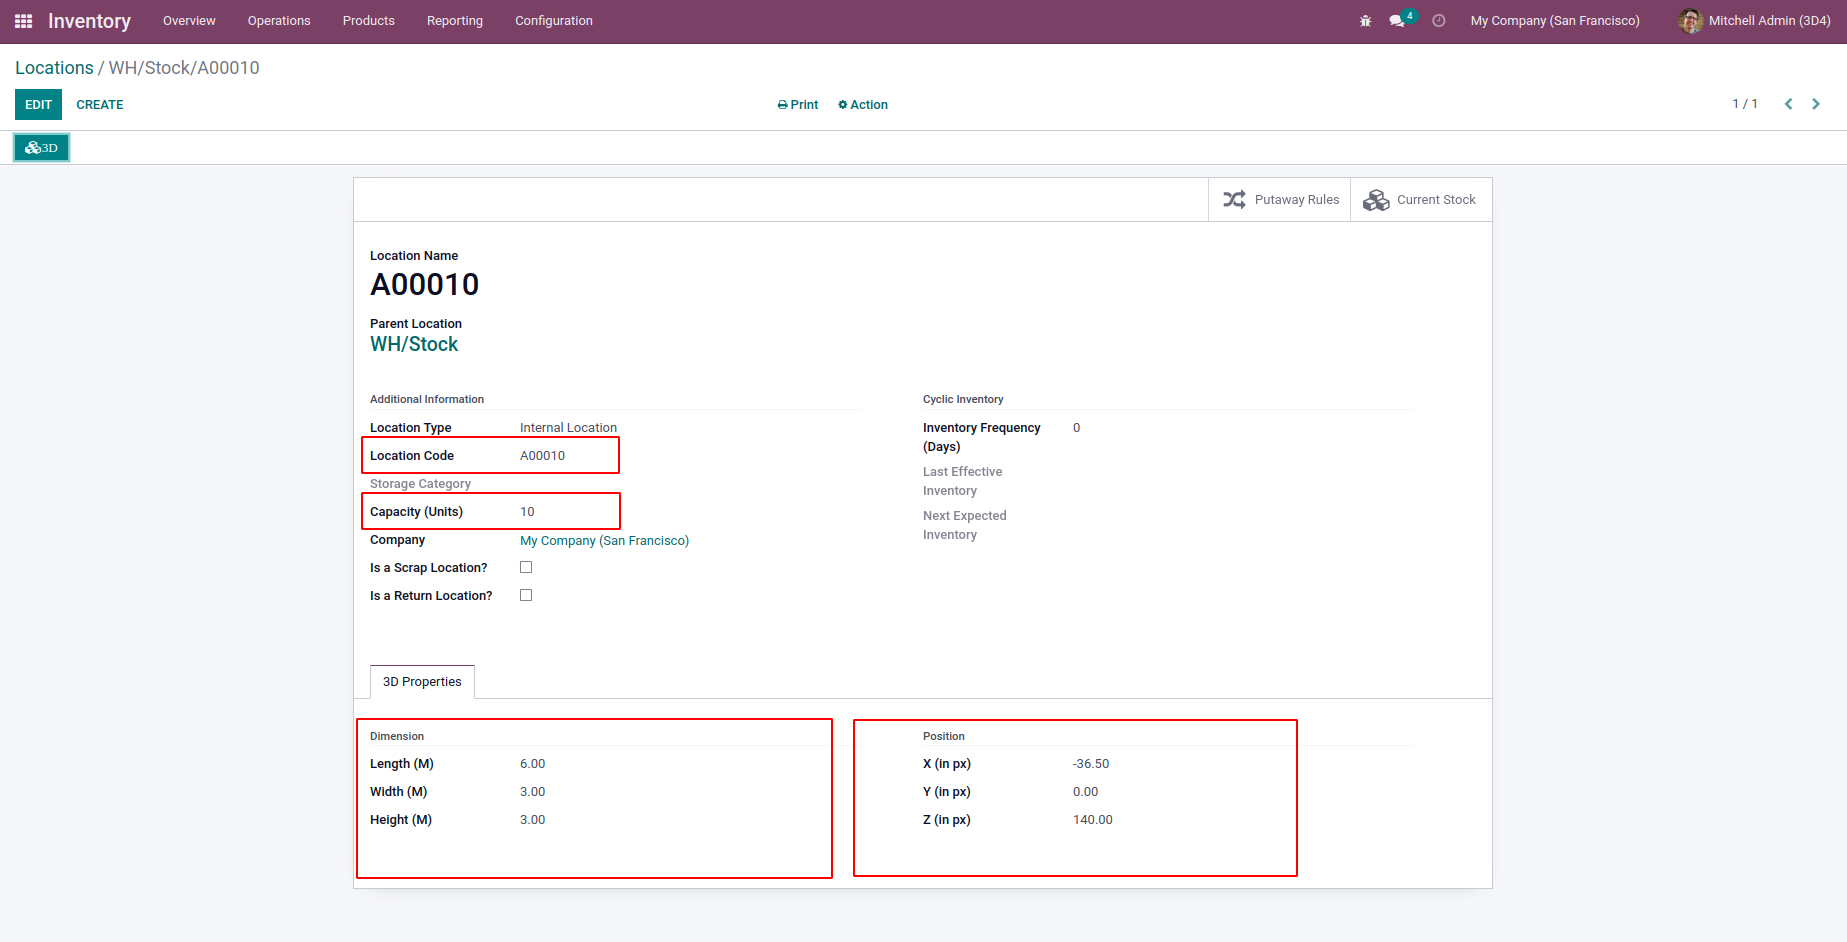 Inventory Overview Operations Products Reporting Configuration 4 My Company (San Francisco) Mitchell Admin (3D4)
Locations / WH/Stock/A00010
EDIT CREATE Print Action 1 / 1
3D
Putaway Rules Current Stock
Location Name
A00010
Parent Location
WH/Stock
Additional Information
Location Type Internal Location
Location Code A00010
Storage Category
Capacity (Units) 10
Company My Company (San Francisco)
Is a Scrap Location?
Is a Return Location?
Cyclic Inventory
Inventory Frequency 0
(Days)
Last Effective
Inventory
Next Expected
Inventory
3D Properties
Dimension
Length (M) 6.00
Width (M) 3.00
Height (M) 3.00
Position
X (in px) -36.50
Y (in px) 0.00
Z (in px) 140.00